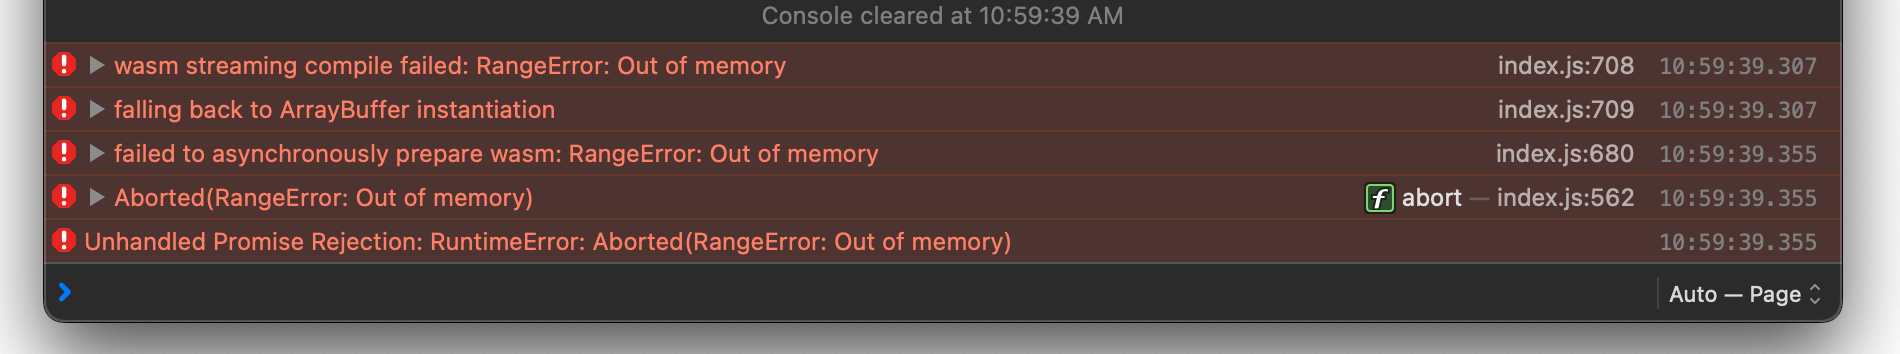 Console cleared at 10:59:39 AM
wasm streaming compile failed: RangeError: Out of memory index.js:708 10:59:39.307
falling back to ArrayBuffer instantiation index.js:709 10:59:39.307
failed to asynchronously prepare wasm: RangeError: Out of memory index.js:680 10:59:39.355
Aborted(RangeError: Out of memory) f abort — index.js:562 10:59:39.355
Unhandled Promise Rejection: RuntimeError: Aborted(RangeError: Out of memory) 10:59:39.355
Auto — Page